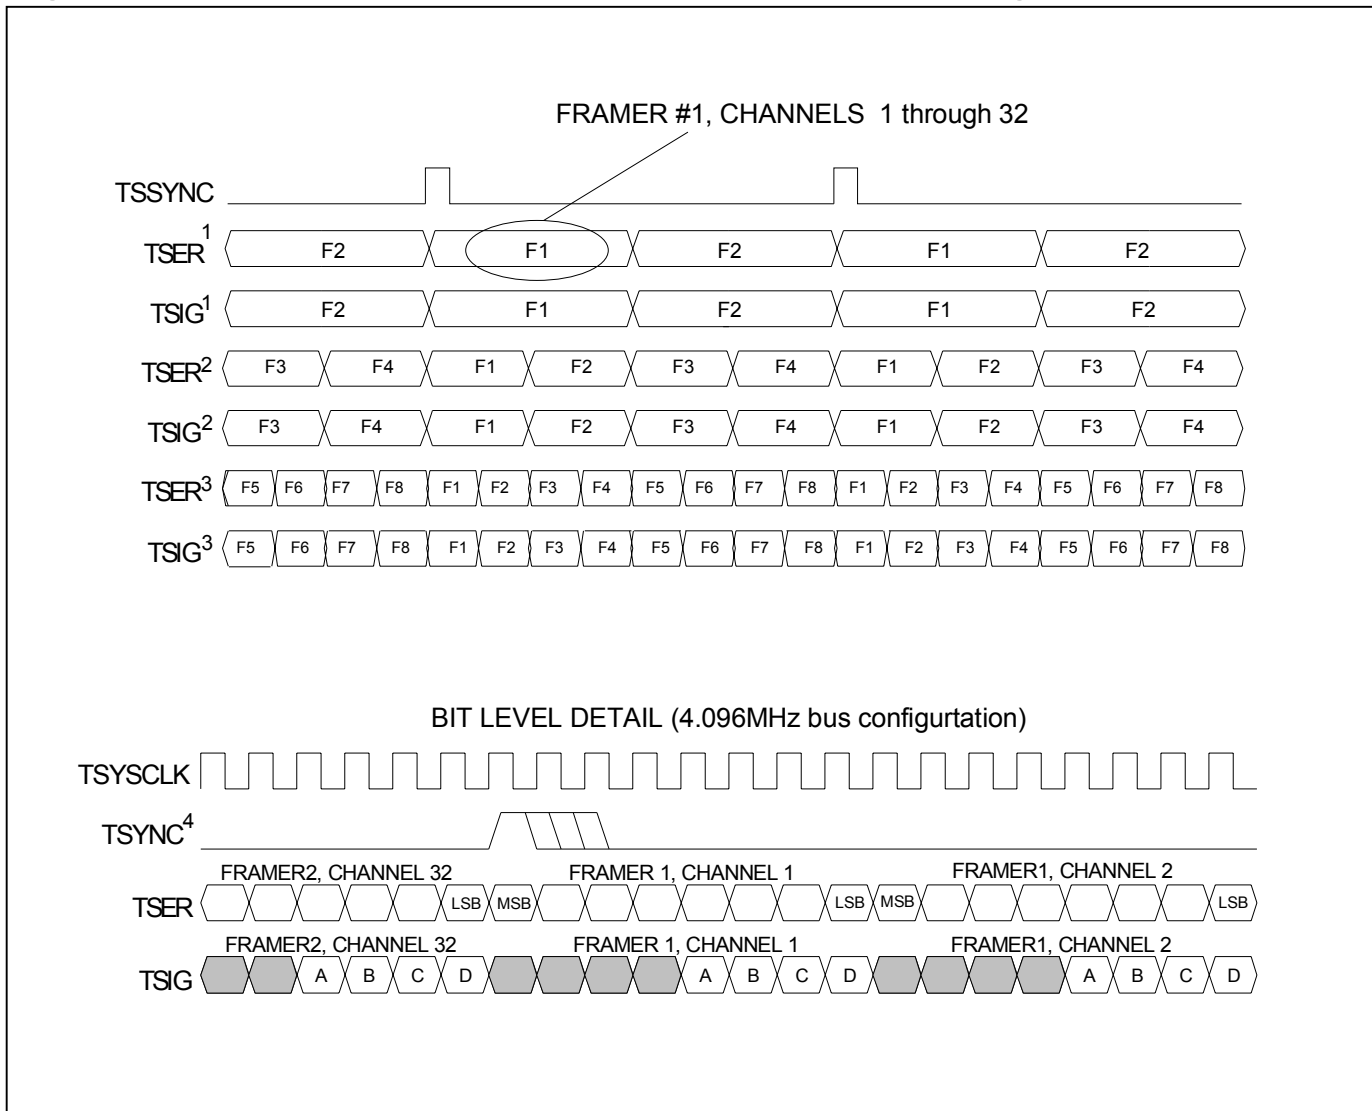 FRAMER #1, CHANNELS 1 through 32
TSSYNC
TSER1 F2 F1 F2 F1 F2
TSIG1 F2 F1 F2 F1 F2
TSER2 F3 F4 F1 F2 F3 F4 F1 F2 F3 F4
TSIG2 F3 F4 F1 F2 F3 F4 F1 F2 F3 F4
TSER3 F5 F6 F7 F8 F1 F2 F3 F4 F5 F6 F7 F8 F1 F2 F3 F4 F5 F6 F7 F8
TSIG3 F5 F6 F7 F8 F1 F2 F3 F4 F5 F6 F7 F8 F1 F2 F3 F4 F5 F6 F7 F8
BIT LEVEL DETAIL (4.096MHz bus configurtation)
TSYSCLK
TSYNC4
FRAMER2, CHANNEL 32 FRAMER 1, CHANNEL 1 FRAMER1, CHANNEL 2
TSER LSB MSB LSB MSB LSB
FRAMER2, CHANNEL 32 FRAMER 1, CHANNEL 1 FRAMER1, CHANNEL 2
TSIG A B C D A B C D A B C D